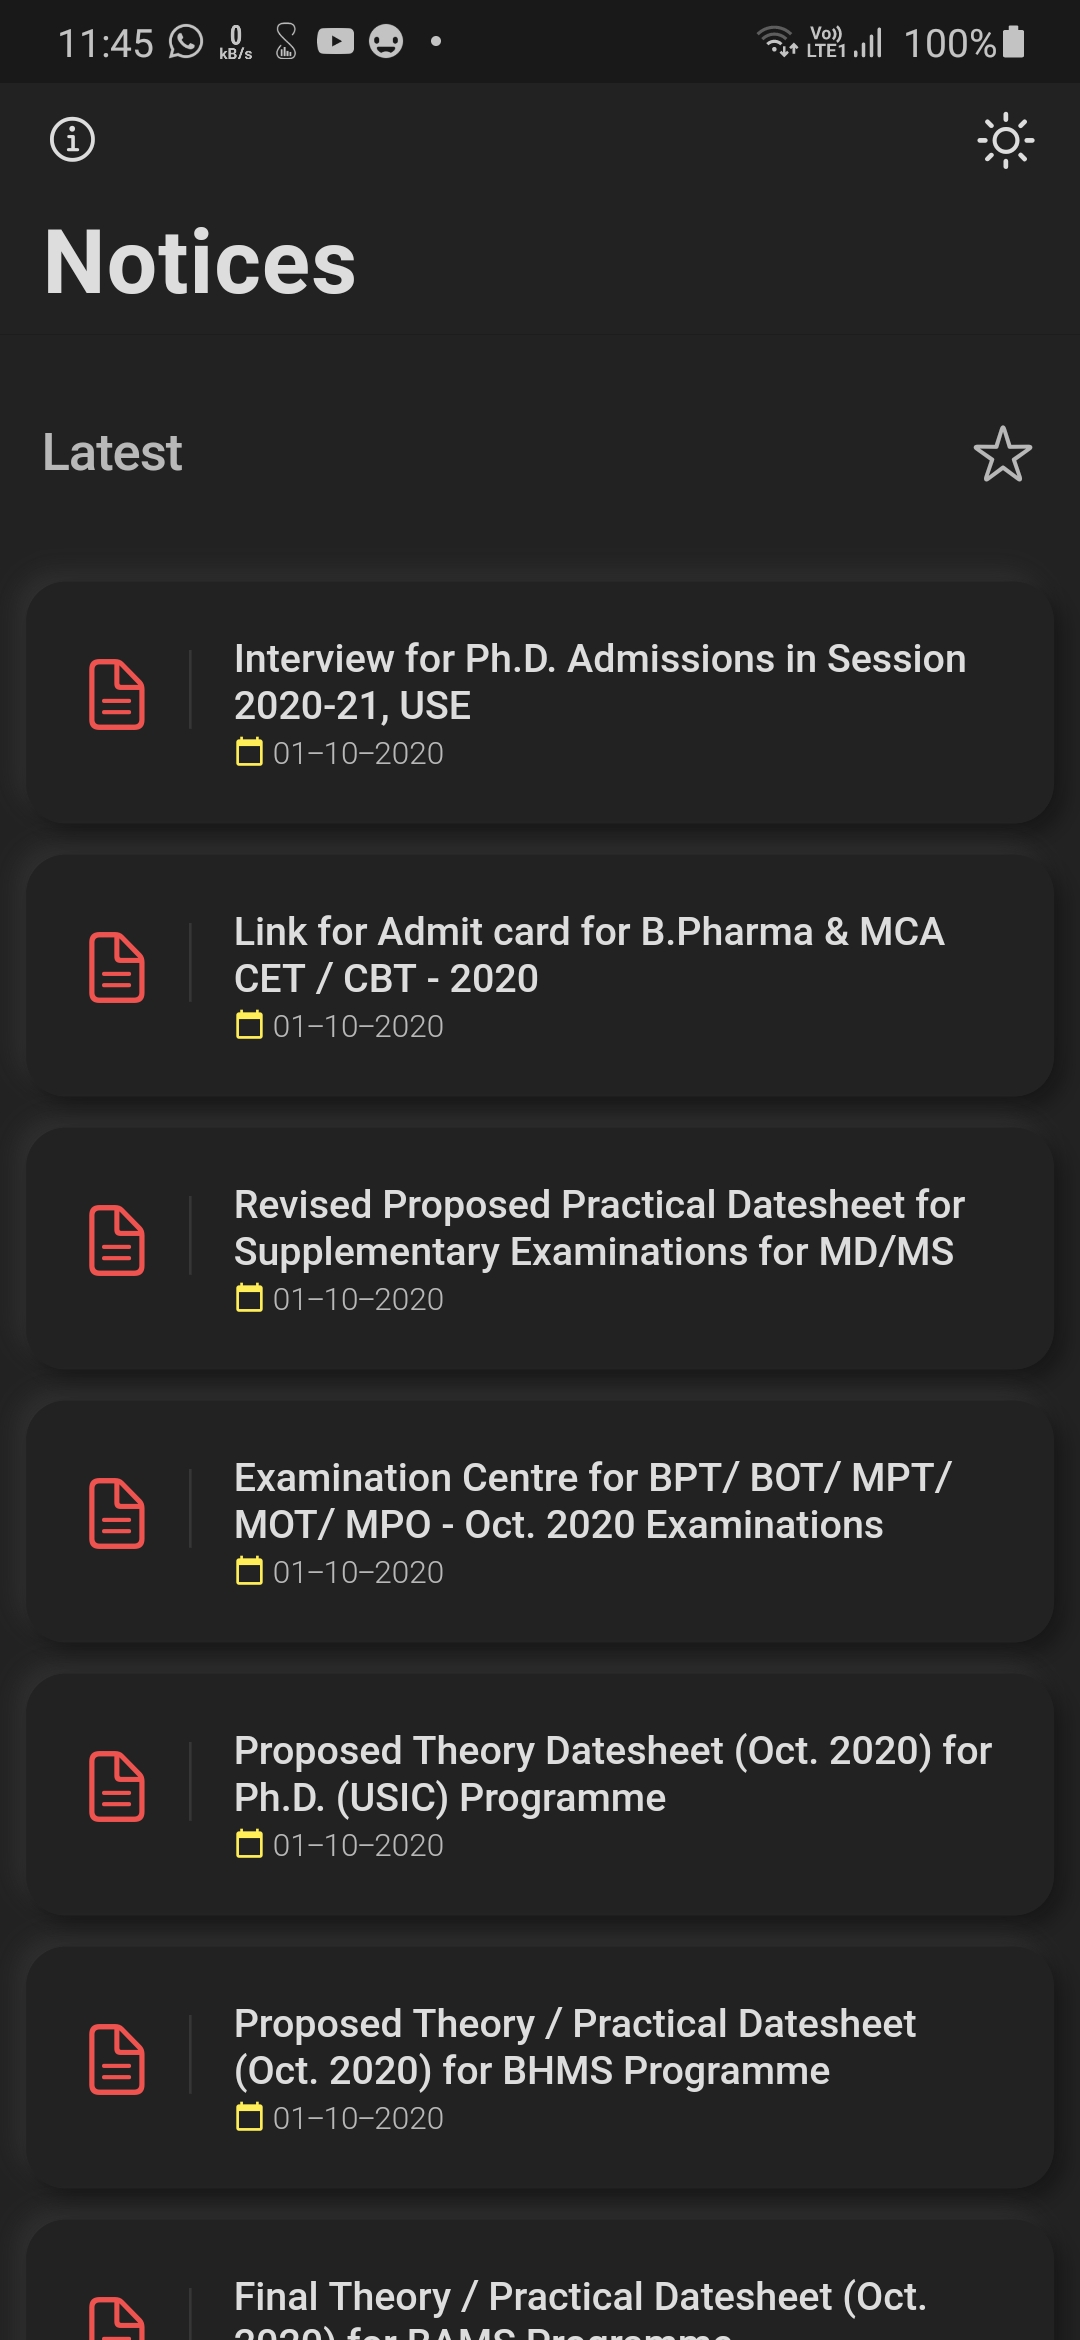 11:45 0 kB/s Vo)) LTE1 100%
Notices
Latest
Interview for Ph.D. Admissions in Session
2020-21, USE
01-10-2020
Link for Admit card for B.Pharma & MCA
CET / CBT - 2020
01-10-2020
Revised Proposed Practical Datesheet for
Supplementary Examinations for MD/MS
01-10-2020
Examination Centre for BPT/ BOT/ MPT/
MOT/ MPO - Oct. 2020 Examinations
01-10-2020
Proposed Theory Datesheet (Oct. 2020) for
Ph.D. (USIC) Programme
01-10-2020
Proposed Theory / Practical Datesheet
(Oct. 2020) for BHMS Programme
01-10-2020
Final Theory / Practical Datesheet (Oct.
2020) for BAMS Programme